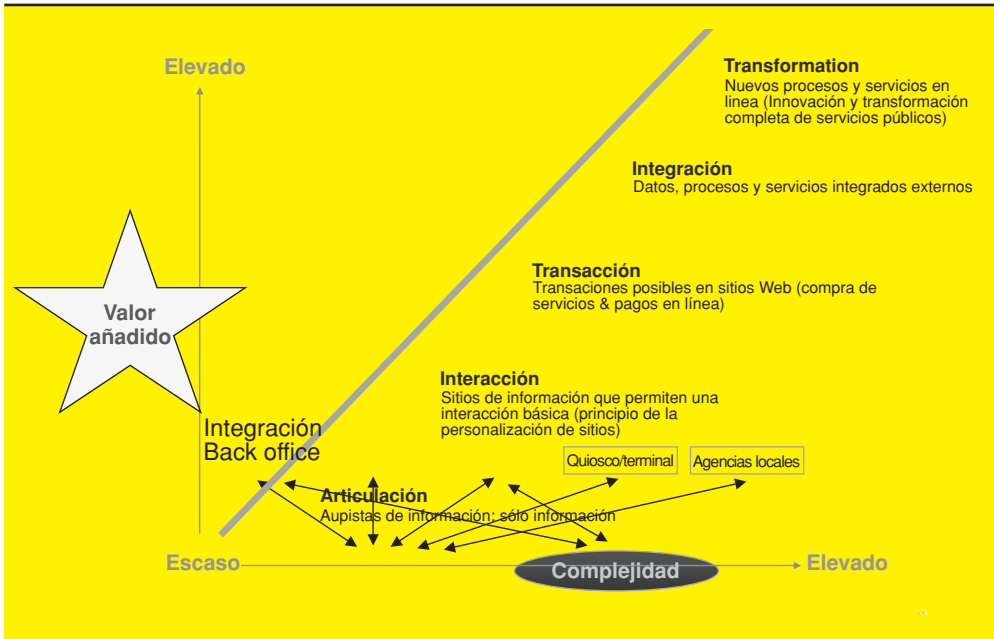 Elevado
Transformation
Nuevos procesos y servicios en
linea (Innovación y transformación
completa de servicios públicos)
Integración
Datos, procesos y servicios integrados externos
Transacción
Transaciones posibles en sitios Web (compra de
servicios & pagos en línea)
Valor
añadido
Interacción
Sitios de información que permiten una
interacción básica (principio de la
personalización de sitios)
Integración
Back office
Quiosco/terminal
Agencias locales
Articulación
Aupistas de información: sólo información
Escaso
Complejidad
Elevado